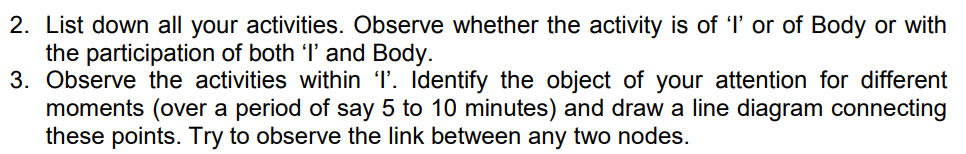 2. List down all your activities. Observe whether the activity is of ‘I’ or of Body or with
the participation of both ‘I’ and Body.
3. Observe the activities within ‘I’. Identify the object of your attention for different
moments (over a period of say 5 to 10 minutes) and draw a line diagram connecting
these points. Try to observe the link between any two nodes.